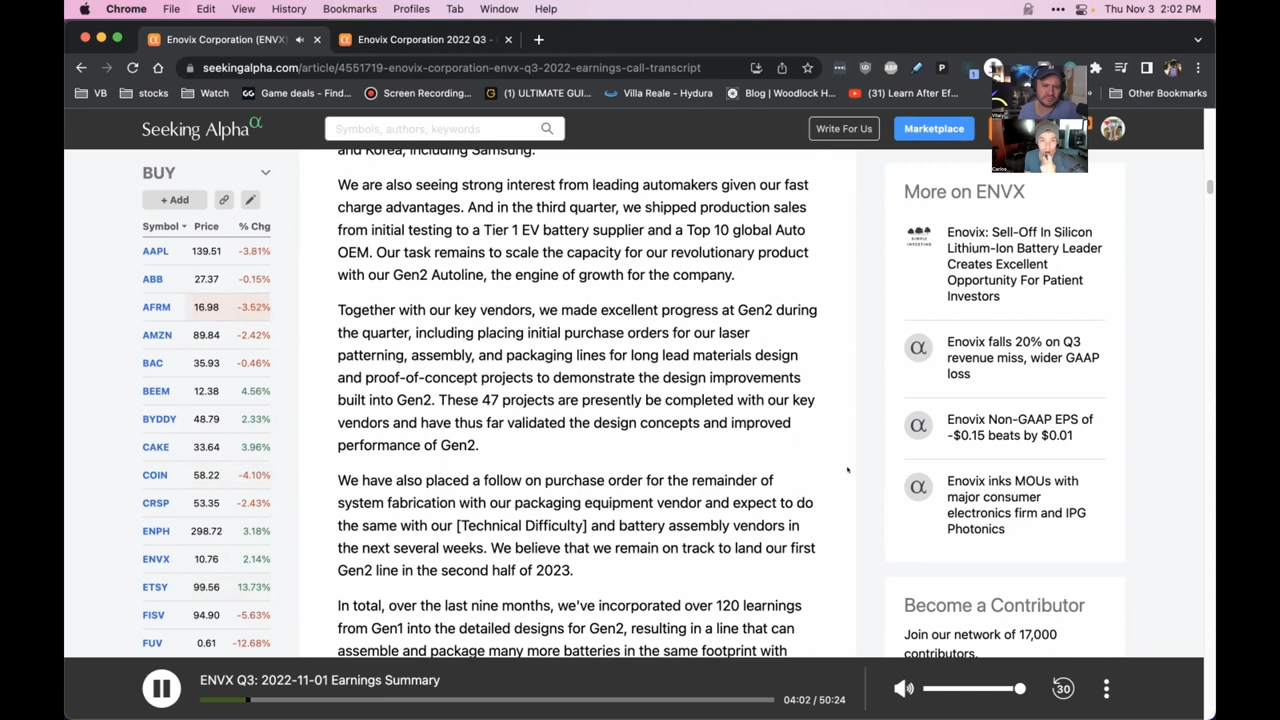 Chrome File Edit View History Bookmarks Profiles Tab Window Help Thu Nov 3 2:02 PM
Enovix Corporation (ENVX) Enovix Corporation 2022 Q3 -
seekingalpha.com/article/4551719-enovix-corporation-envx-q3-2022-earnings-call-transcript
VB stocks Watch Game deals - Find... Screen Recording... (1) ULTIMATE GUI... Villa Reale - Hydura Blog | Woodlock H... (31) Learn After Ef... Other Bookmarks
Vitaly
Carlos
Seeking Alpha α
Symbols, authors, keywords
Write For Us
Marketplace
BUY
+ Add
Symbol Price % Chg
AAPL 139.51 -3.81%
ABB 27.37 -0.15%
AFRM 16.98 -3.52%
AMZN 89.84 -2.42%
BAC 35.93 -0.46%
BEEM 12.38 4.56%
BYDDY 48.79 2.33%
CAKE 33.64 3.96%
COIN 58.22 -4.10%
CRSP 53.35 -2.43%
ENPH 298.72 3.18%
ENVX 10.76 2.14%
ETSY 99.56 13.73%
FISV 94.90 -5.63%
FUV 0.61 -12.68%
and Korea, including Samsung.
We are also seeing strong interest from leading automakers given our fast
charge advantages. And in the third quarter, we shipped production sales
from initial testing to a Tier 1 EV battery supplier and a Top 10 global Auto
OEM. Our task remains to scale the capacity for our revolutionary product
with our Gen2 Autoline, the engine of growth for the company.
Together with our key vendors, we made excellent progress at Gen2 during
the quarter, including placing initial purchase orders for our laser
patterning, assembly, and packaging lines for long lead materials design
and proof-of-concept projects to demonstrate the design improvements
built into Gen2. These 47 projects are presently be completed with our key
vendors and have thus far validated the design concepts and improved
performance of Gen2.
We have also placed a follow on purchase order for the remainder of
system fabrication with our packaging equipment vendor and expect to do
the same with our [Technical Difficulty] and battery assembly vendors in
the next several weeks. We believe that we remain on track to land our first
Gen2 line in the second half of 2023.
In total, over the last nine months, we've incorporated over 120 learnings
from Gen1 into the detailed designs for Gen2, resulting in a line that can
assemble and package many more batteries in the same footprint with
More on ENVX
SIMPLE
INVESTING
Enovix: Sell-Off In Silicon
Lithium-Ion Battery Leader
Creates Excellent
Opportunity For Patient
Investors
α
Enovix falls 20% on Q3
revenue miss, wider GAAP
loss
α
Enovix Non-GAAP EPS of
-$0.15 beats by $0.01
α
Enovix inks MOUs with
major consumer
electronics firm and IPG
Photonics
Become a Contributor
Join our network of 17,000
contributors.
ENVX Q3: 2022-11-01 Earnings Summary
04:02 / 50:24
30